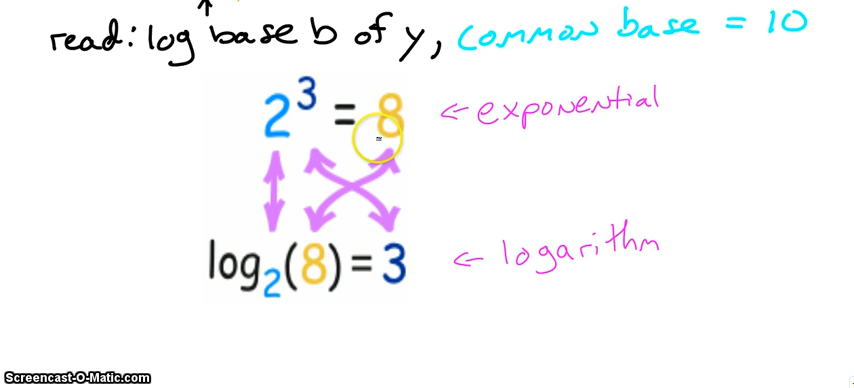 read: log base b of y, common base = 10
2³ = 8 ← exponential
log₂(8) = 3 ← logarithm
Screencast-O-Matic.com